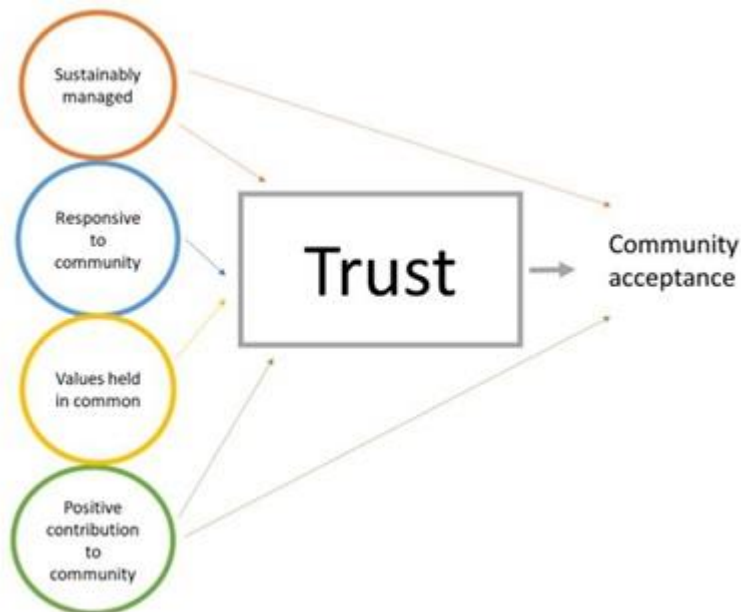 Sustainably
managed
Responsive
to
community
Values held
in common
Positive
contribution
to
community
Trust
Community
acceptance